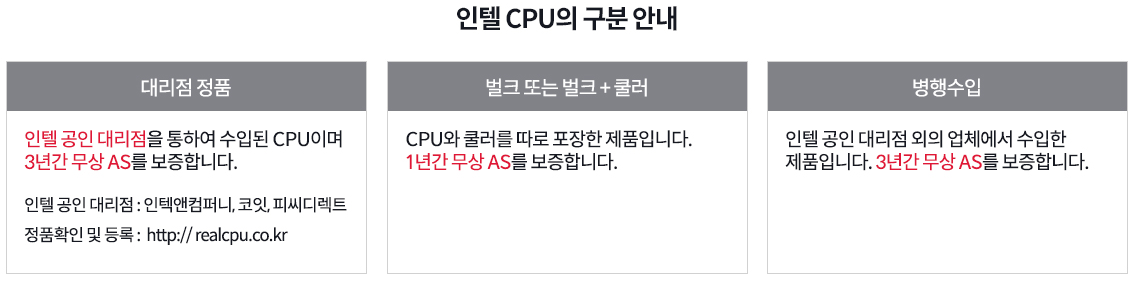 인텔 CPU의 구분 안내
대리점 정품
인텔 공인 대리점을 통하여 수입된 CPU이며
3년간 무상 AS를 보증합니다.
인텔 공인 대리점 : 인텍앤컴퍼니, 코잇, 피씨디렉트
정품확인 및 등록 : http:// realcpu.co.kr
벌크 또는 벌크 + 쿨러
CPU와 쿨러를 따로 포장한 제품입니다.
1년간 무상 AS를 보증합니다.
병행수입
인텔 공인 대리점 외의 업체에서 수입한
제품입니다. 3년간 무상 AS를 보증합니다.